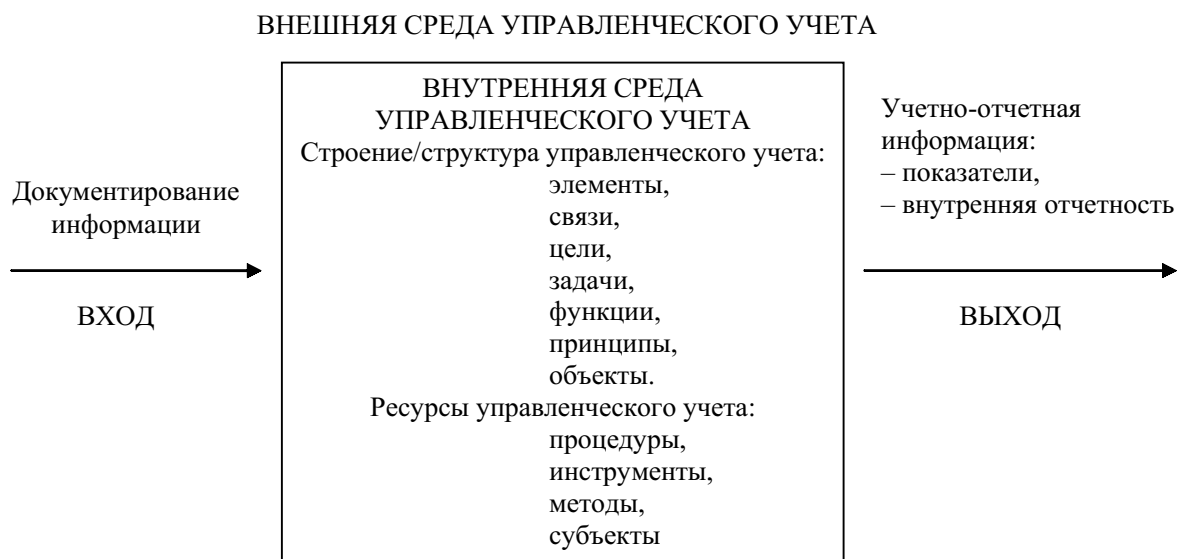 ВНЕШНЯЯ СРЕДА УПРАВЛЕНЧЕСКОГО УЧЕТА
Документирование
информации
ВХОД
ВНУТРЕННЯЯ СРЕДА
УПРАВЛЕНЧЕСКОГО УЧЕТА
Строение/структура управленческого учета:
элементы,
связи,
цели,
задачи,
функции,
принципы,
объекты.
Ресурсы управленческого учета:
процедуры,
инструменты,
методы,
субъекты
Учетно-отчетная
информация:
– показатели,
– внутренняя отчетность
ВЫХОД